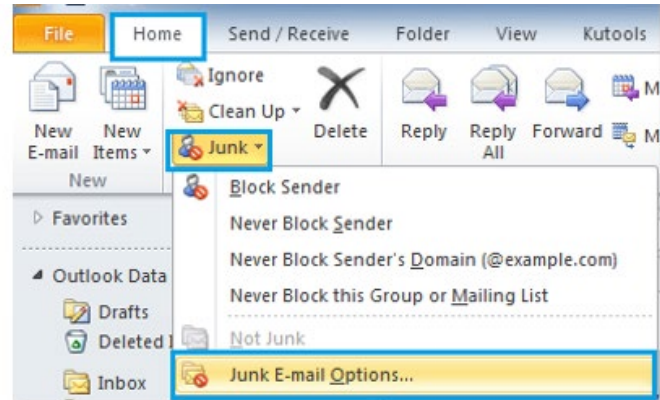 File Home Send / Receive Folder View Kutools
Ignore
Clean Up
Junk
New E-mail
New Items
Delete
Reply
Reply All
Forward
M
M
New
Block Sender
Never Block Sender
Never Block Sender's Domain (@example.com)
Never Block this Group or Mailing List
Not Junk
Junk E-mail Options...
Favorites
Outlook Data
Drafts
Deleted
Inbox